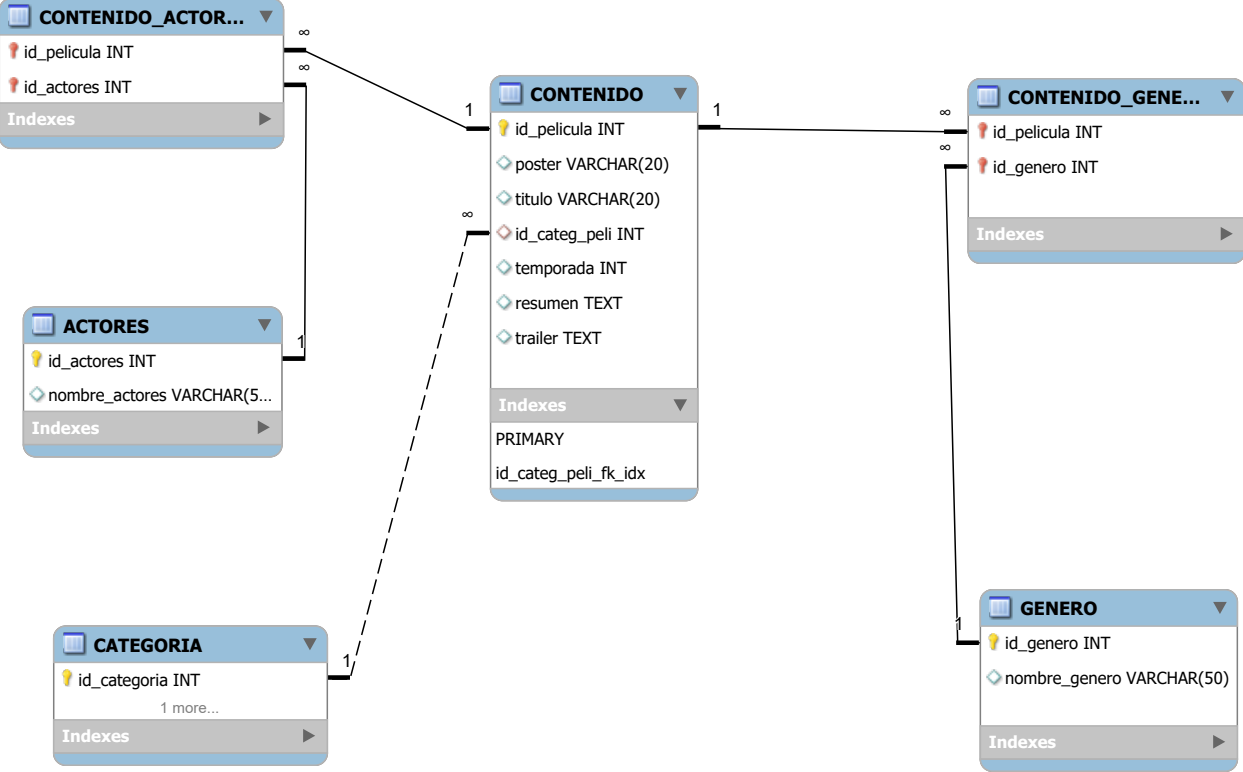 CONTENIDO_ACTOR...
id_pelicula INT
id_actores INT
Indexes
∞
∞
1
1
CONTENIDO
id_pelicula INT
poster VARCHAR(20)
titulo VARCHAR(20)
id_categ_peli INT
temporada INT
resumen TEXT
trailer TEXT
Indexes
PRIMARY
id_categ_peli_fk_idx
1
∞
∞
∞
CONTENIDO_GENE...
id_pelicula INT
id_genero INT
Indexes
ACTORES
id_actores INT
nombre_actores VARCHAR(5...
Indexes
1
CATEGORIA
id_categoria INT
1 more...
Indexes
1
GENERO
id_genero INT
nombre_genero VARCHAR(50)
Indexes